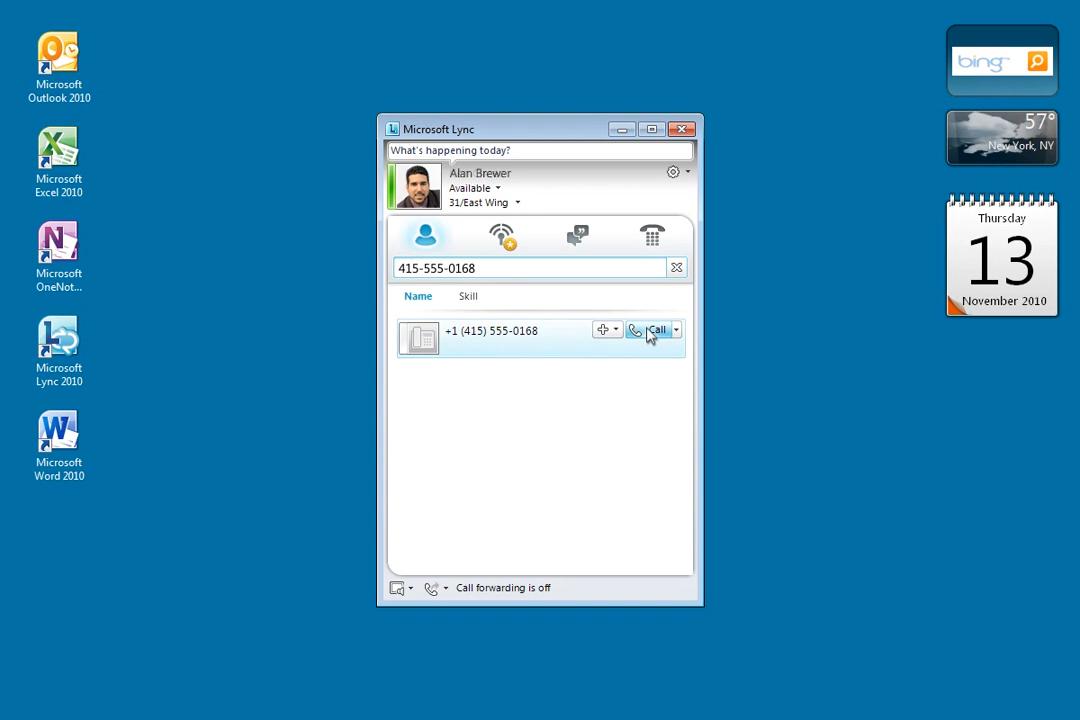 Microsoft
Outlook 2010
Microsoft
Excel 2010
Microsoft
OneNot...
Microsoft
Lync 2010
Microsoft
Word 2010
Microsoft Lync
What's happening today?
Alan Brewer
Available
31/East Wing
415-555-0168
Name Skill
+1 (415) 555-0168 Call
Call forwarding is off
bing
57°
New York, NY
Thursday
13
November 2010